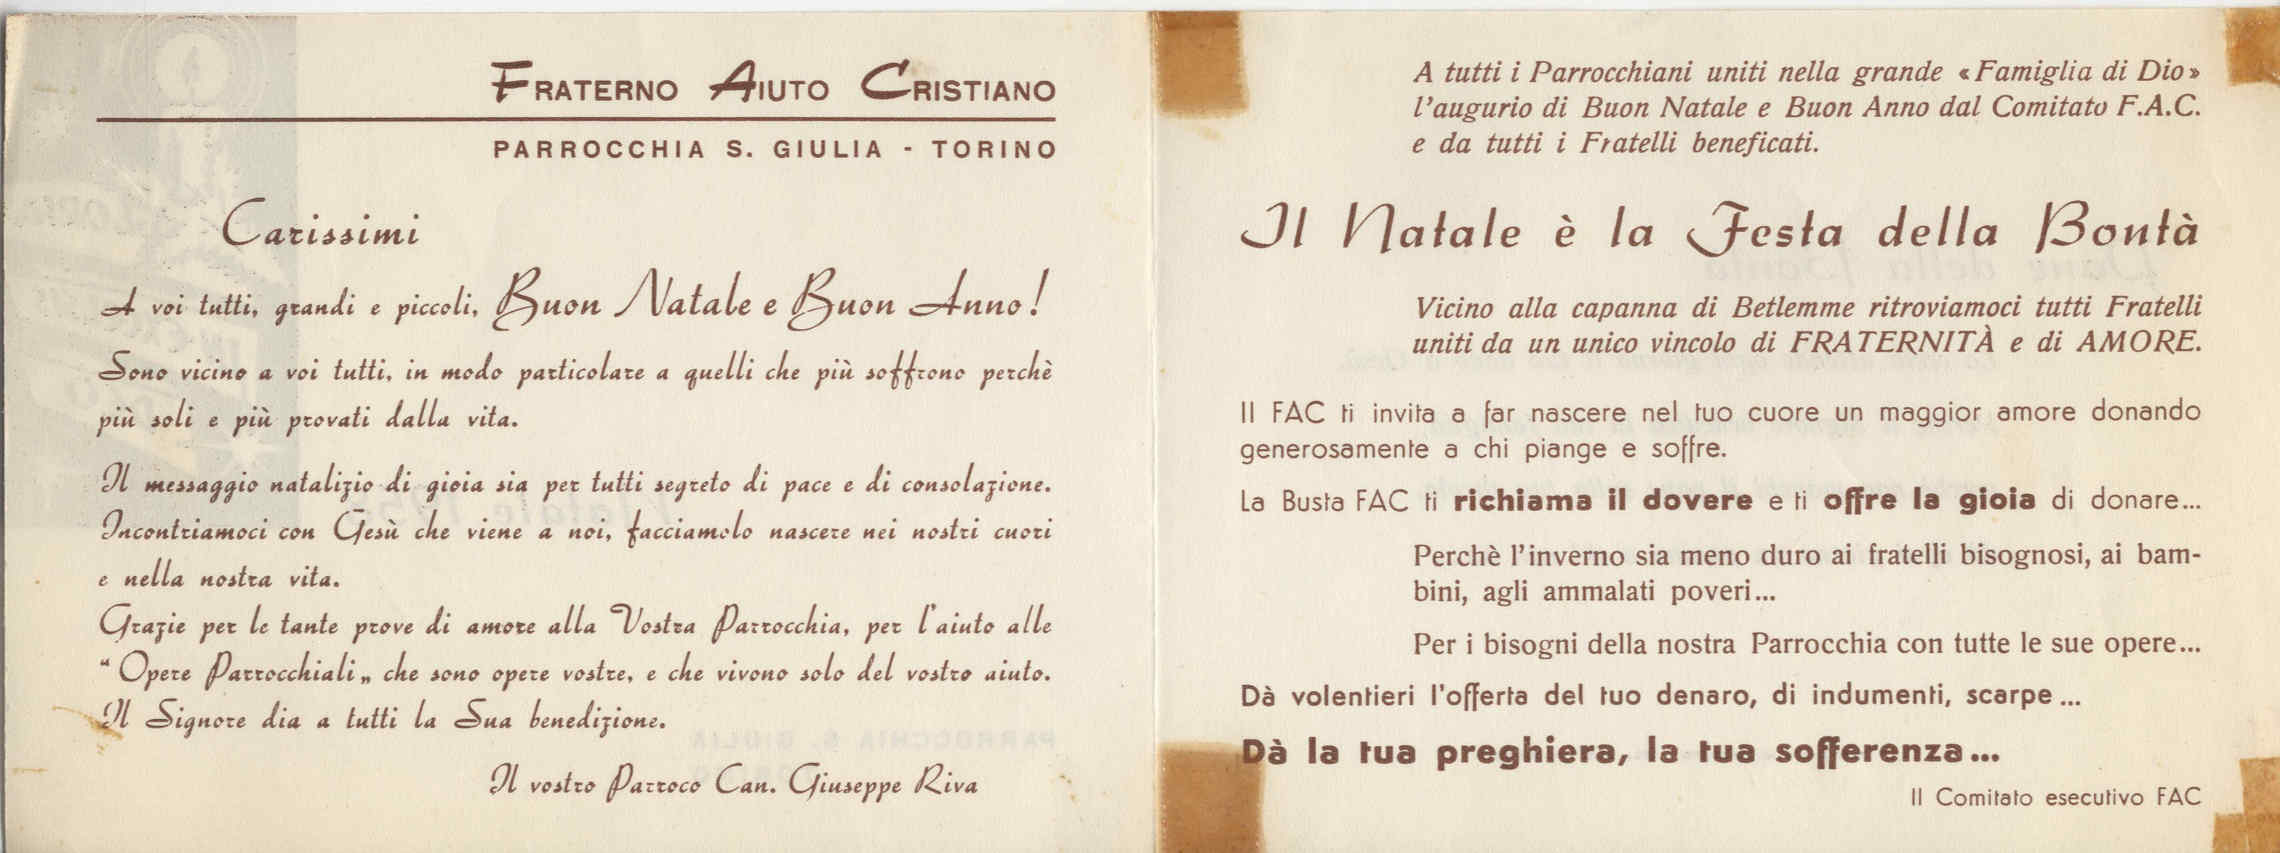 FRATERNO AIUTO CRISTIANO
PARROCCHIA S. GIULIA - TORINO
Carissimi
A voi tutti, grandi e piccoli, Buon Natale e Buon Anno!
Sono vicino a voi tutti, in modo particolare a quelli che più soffrono perchè
più soli e più provati dalla vita.
Il messaggio natalizio di gioia sia per tutti segreto di pace e di consolazione.
Incontriamoci con Gesù che viene a noi, facciamolo nascere nei nostri cuori
e nella nostra vita.
Grazie per le tante prove di amore alla Vostra Parrocchia, per l'aiuto alle
“Opere Parrocchiali„ che sono opere vostre, e che vivono solo del vostro aiuto.
Il Signore dia a tutti la Sua benedizione.
Il vostro Parroco Can. Giuseppe Riva
A tutti i Parrocchiani uniti nella grande «Famiglia di Dio»
l'augurio di Buon Natale e Buon Anno dal Comitato F.A.C.
e da tutti i Fratelli beneficati.
Il Natale è la Festa della Bontà
Vicino alla capanna di Betlemme ritroviamoci tutti Fratelli
uniti da un unico vincolo di FRATERNITÀ e di AMORE.
Il FAC ti invita a far nascere nel tuo cuore un maggior amore donando
generosamente a chi piange e soffre.
La Busta FAC ti richiama il dovere e ti offre la gioia di donare...
Perchè l'inverno sia meno duro ai fratelli bisognosi, ai bam-
bini, agli ammalati poveri...
Per i bisogni della nostra Parrocchia con tutte le sue opere...
Dà volentieri l'offerta del tuo denaro, di indumenti, scarpe...
Dà la tua preghiera, la tua sofferenza...
Il Comitato esecutivo FAC